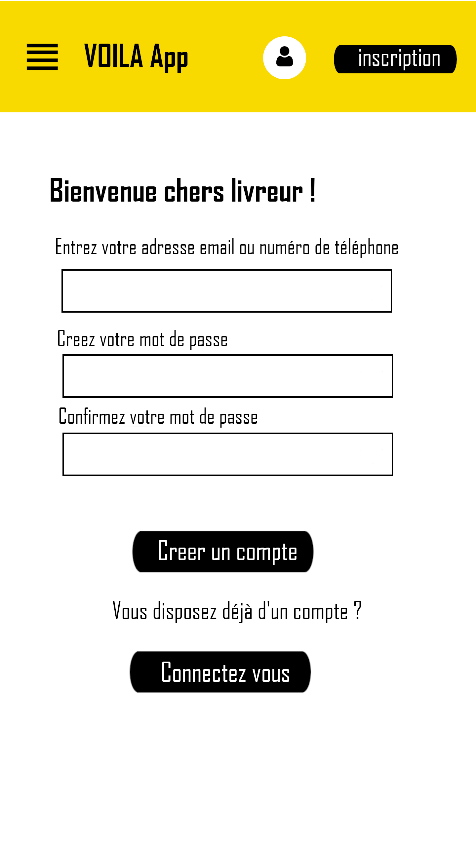 VOILA App
inscription
Bienvenue chers livreur !
Entrez votre adresse email ou numéro de téléphone
Creez votre mot de passe
Confirmez votre mot de passe
Creer un compte
Vous disposez déjà d'un compte ?
Connectez vous